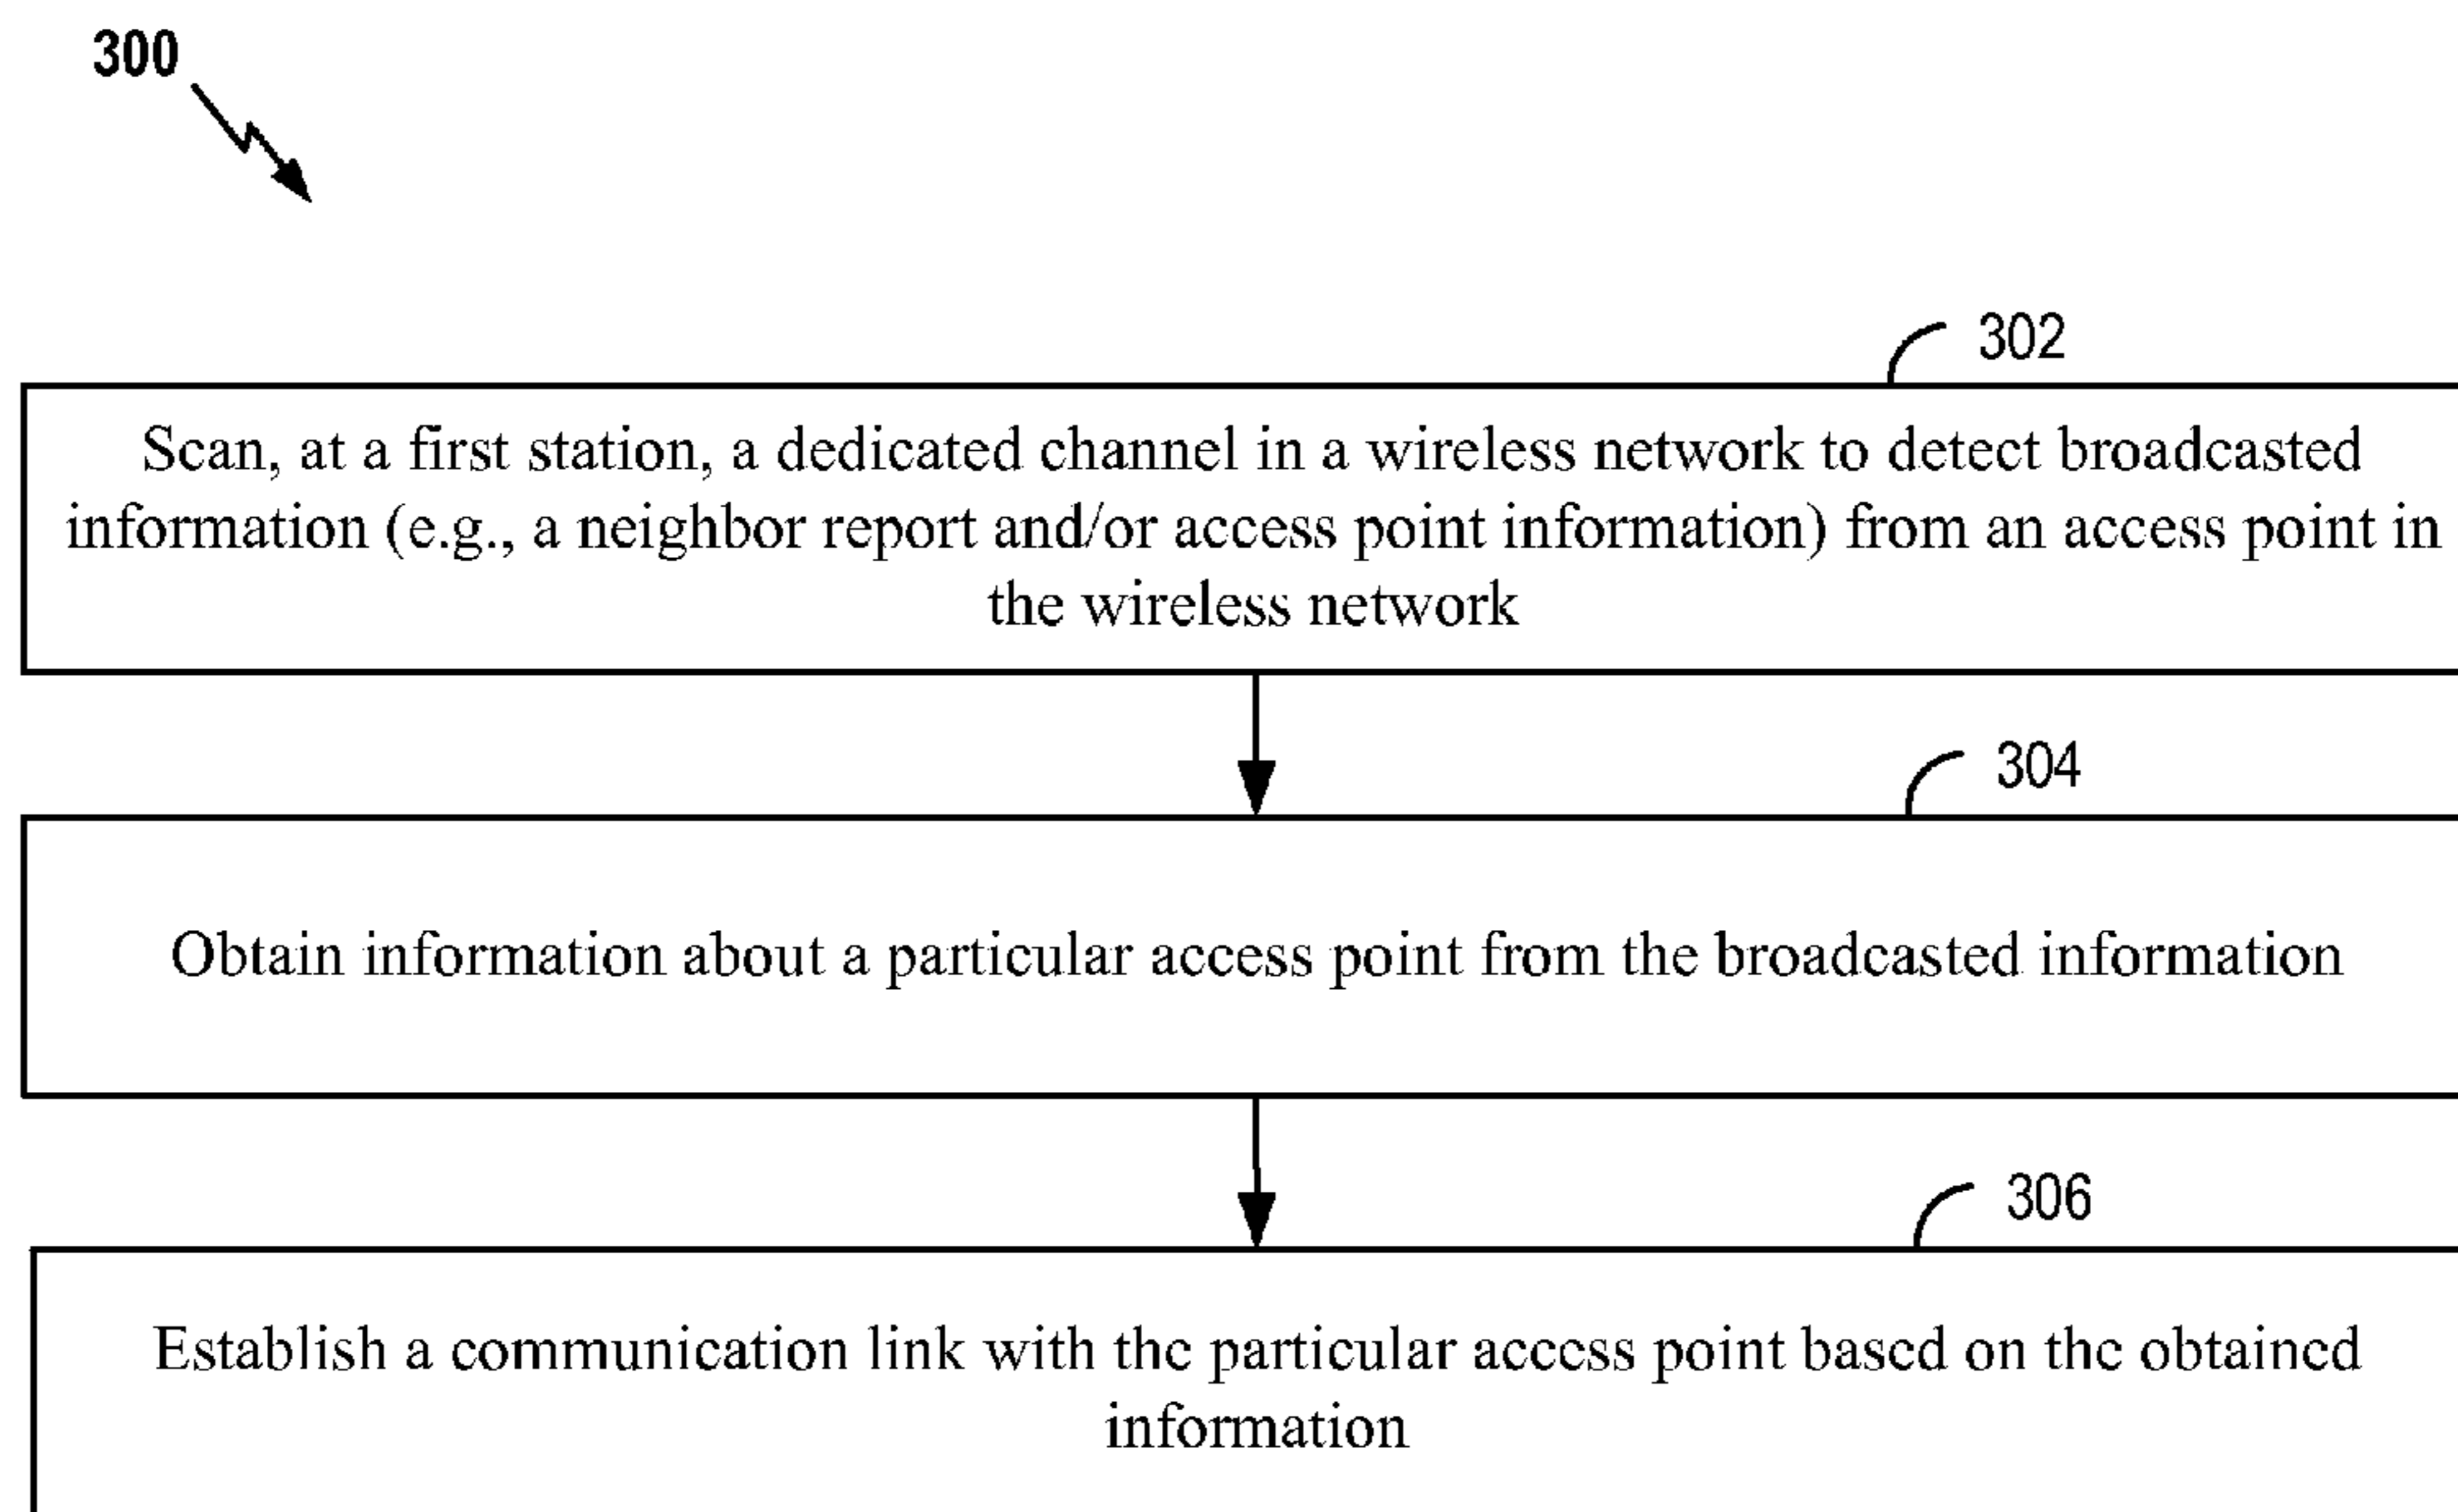 300
302
Scan, at a first station, a dedicated channel in a wireless network to detect broadcasted
information (e.g., a neighbor report and/or access point information) from an access point in
the wireless network
304
Obtain information about a particular access point from the broadcasted information
306
Establish a communication link with the particular access point based on the obtained
information